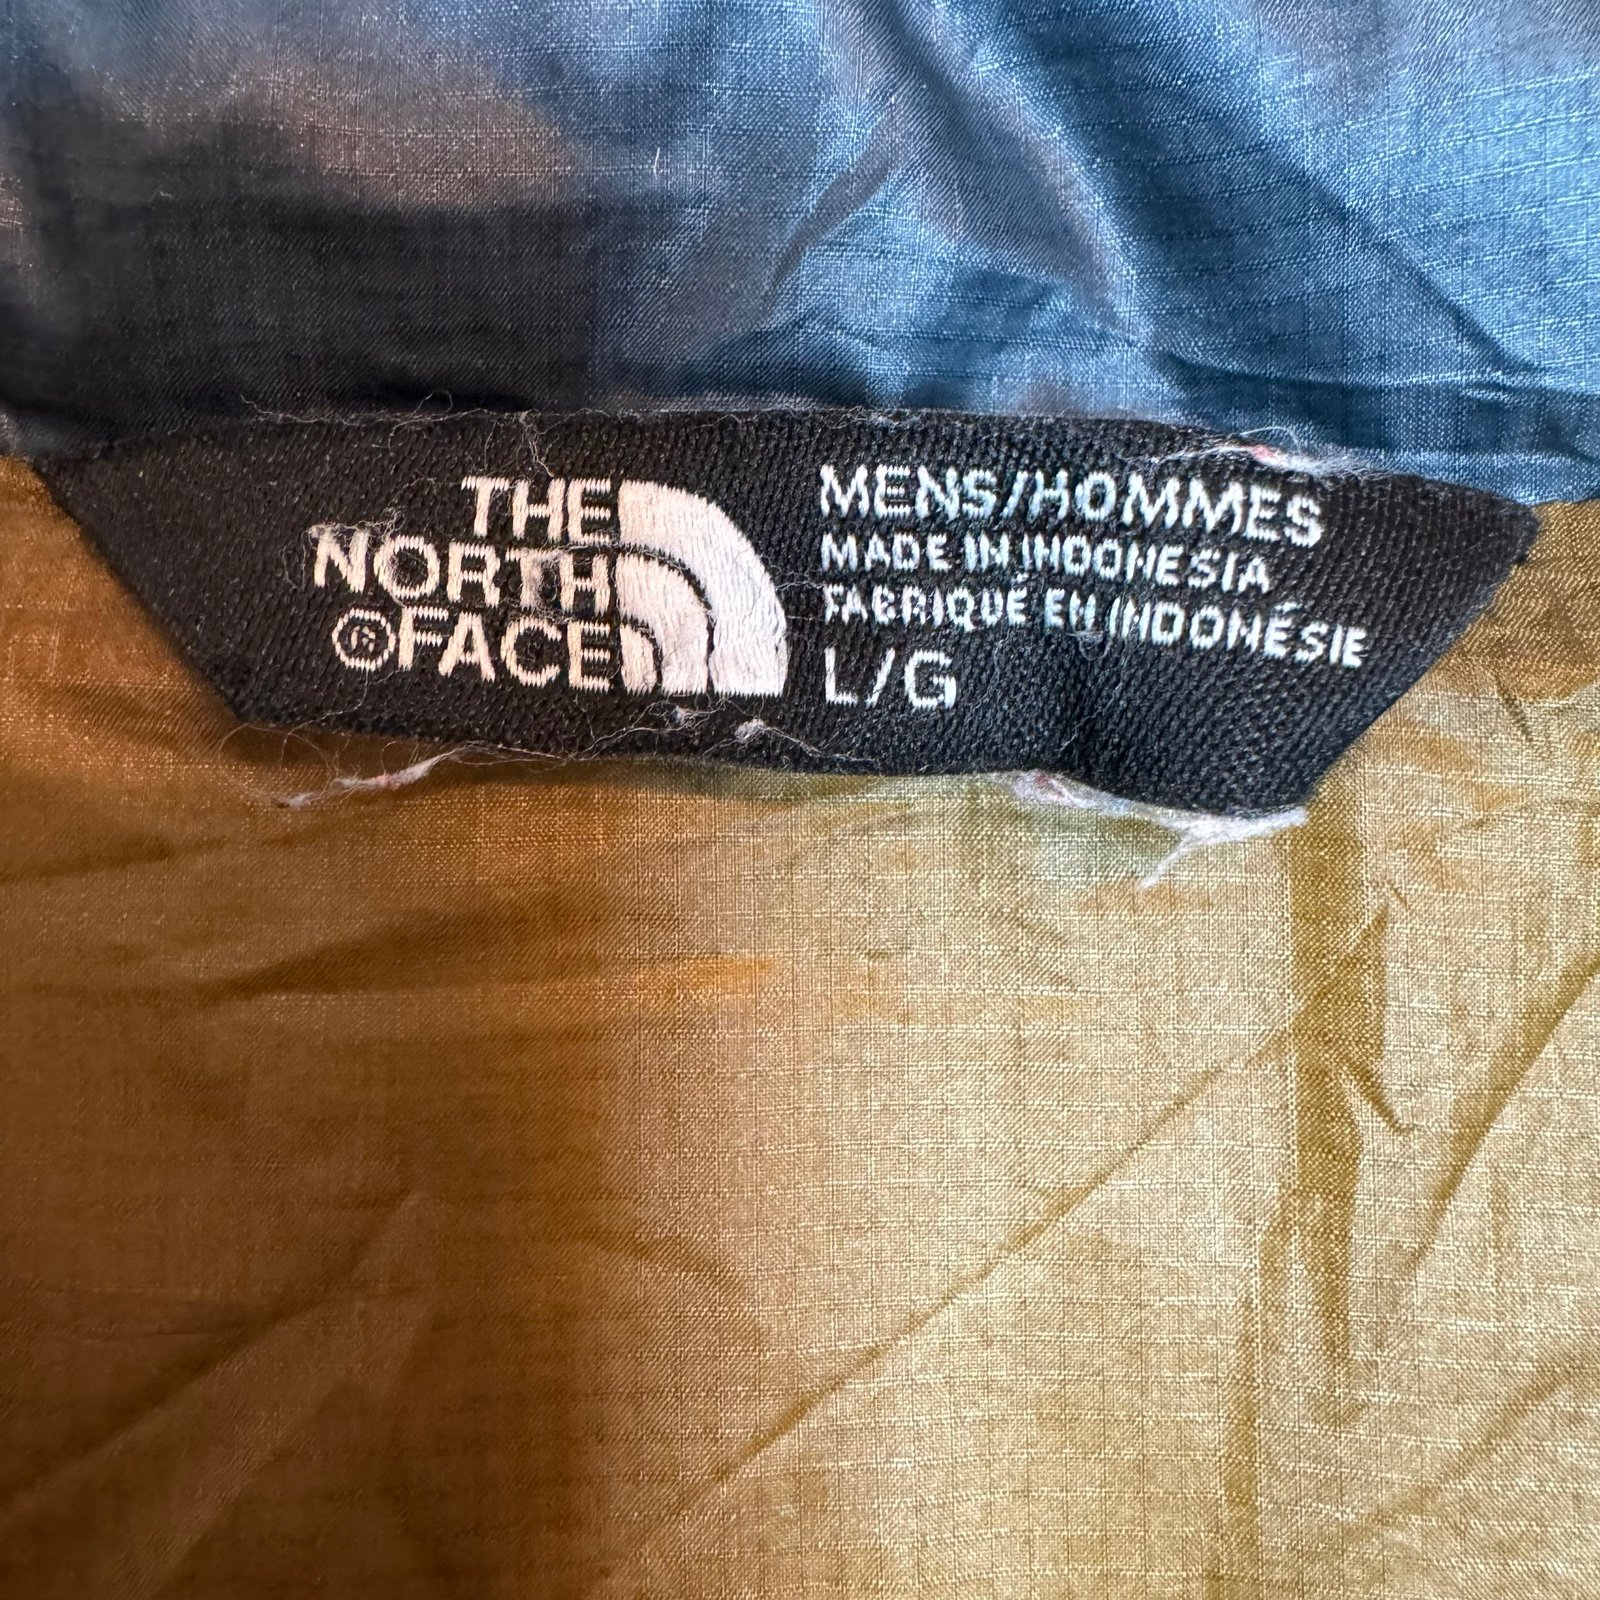 THE
NORTH
®FACE
MENS/HOMMES
MADE IN INDONESIA
FABRIQUÉ EN INDONÉSIE
L/G